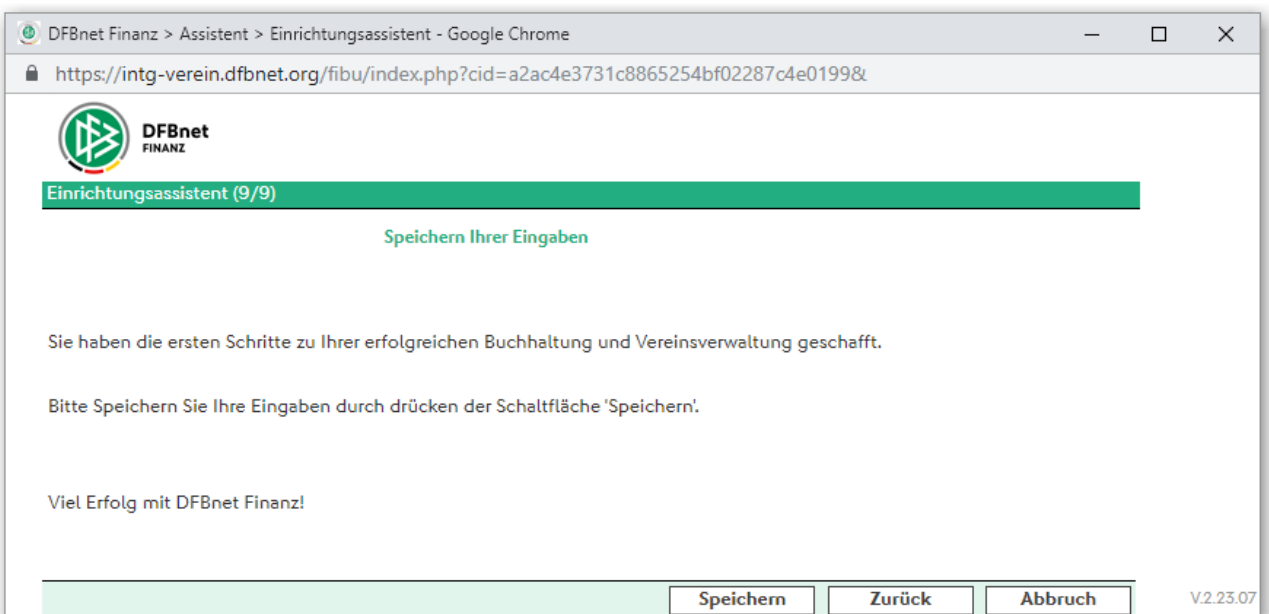 DFBnet Finanz > Assistent > Einrichtungsassistent - Google Chrome
https://intg-verein.dfbnet.org/fibu/index.php?cid=a2ac4e3731c8865254bf02287c4e0199&
DFBnet
FINANZ
Einrichtungsassistent (9/9)
Speichern Ihrer Eingaben
Sie haben die ersten Schritte zu Ihrer erfolgreichen Buchhaltung und Vereinsverwaltung geschafft.
Bitte Speichern Sie Ihre Eingaben durch drücken der Schaltfläche 'Speichern'.
Viel Erfolg mit DFBnet Finanz!
Speichern Zurück Abbruch V.2.23.07